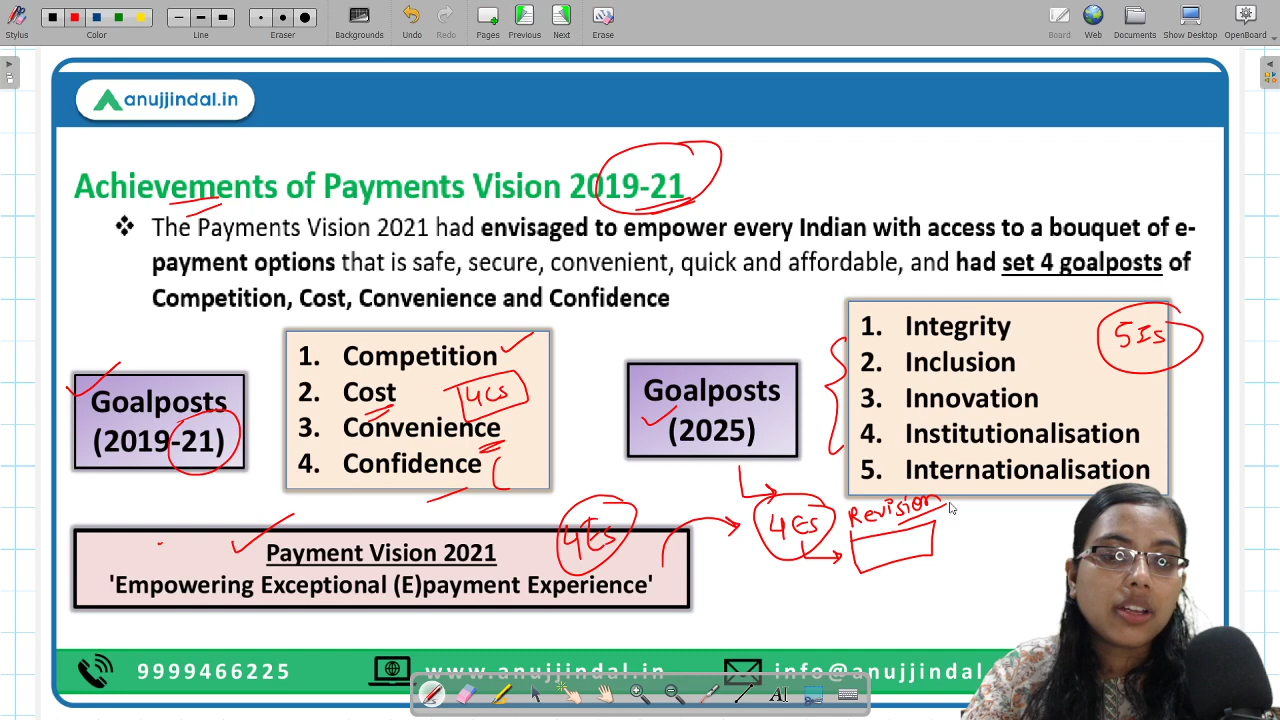 Stylus
Color
Line
Eraser
Backgrounds
Undo
Redo
Pages
Previous
Next
Erase
Board
Web
Documents
Show Desktop
OpenBoard
anujjindal.in
Achievements of Payments Vision 2019-21
The Payments Vision 2021 had envisaged to empower every Indian with access to a bouquet of e-
payment options that is safe, secure, convenient, quick and affordable, and had set 4 goalposts of
Competition, Cost, Convenience and Confidence
Goalposts
(2019-21)
1. Competition
2. Cost
3. Convenience
4. Confidence
4Cs
Goalposts
(2025)
1. Integrity
2. Inclusion
3. Innovation
4. Institutionalisation
5. Internationalisation
5Is
Payment Vision 2021
'Empowering Exceptional (E)payment Experience'
4Es
4Es
Revision
9999466225
www.anujjindal.in
info@anujjindal